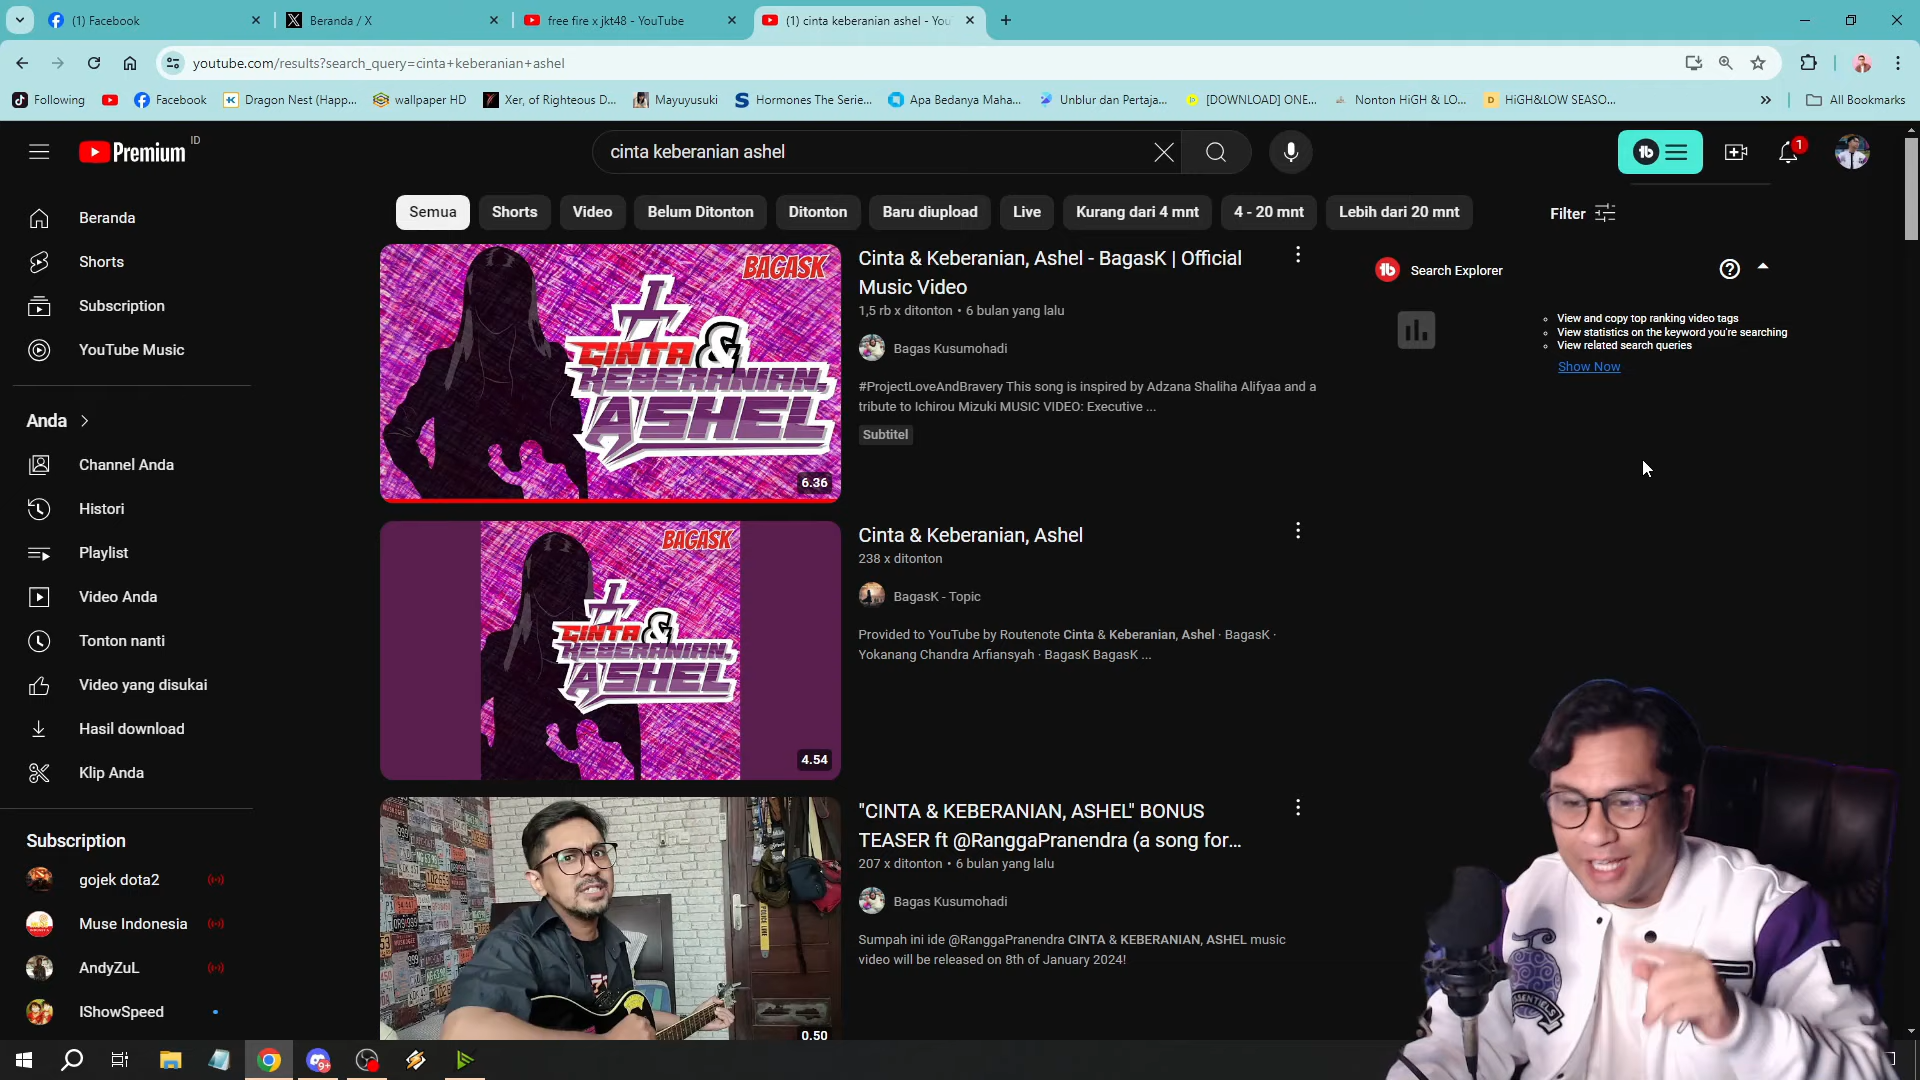 (1) Facebook
Beranda / X
free fire x jkt48 - YouTube
(1) cinta keberanian ashel - You
youtube.com/results?search_query=cinta+keberanian+ashel
Following
Facebook
Dragon Nest (Happ...
wallpaper HD
Xer, of Righteous D...
Mayuyusuki
Hormones The Serie...
Apa Bedanya Maha...
Unblur dan Pertaja...
[DOWNLOAD] ONE...
Nonton HiGH & LO...
HiGH&LOW SEASO...
All Bookmarks
Premium
ID
cinta keberanian ashel
1
Semua
Shorts
Video
Belum Ditonton
Ditonton
Baru diupload
Live
Kurang dari 4 mnt
4 - 20 mnt
Lebih dari 20 mnt
Filter
Beranda
Shorts
Subscription
YouTube Music
Anda
Channel Anda
Histori
Playlist
Video Anda
Tonton nanti
Video yang disukai
Hasil download
Klip Anda
Subscription
gojek dota2
Muse Indonesia
AndyZuL
IShowSpeed
BAGASK
CINTA &
KEBERANIAN,
ASHEL
6.36
Cinta & Keberanian, Ashel - BagasK | Official
Music Video
1,5 rb x ditonton • 6 bulan yang lalu
Bagas Kusumohadi
#ProjectLoveAndBravery This song is inspired by Adzana Shaliha Alifyaa and a
tribute to Ichirou Mizuki MUSIC VIDEO: Executive ...
Subtitel
Search Explorer
View and copy top ranking video tags
View statistics on the keyword you're searching
View related search queries
Show Now
BAGASK
CINTA &
KEBERANIAN,
ASHEL
4.54
Cinta & Keberanian, Ashel
238 x ditonton
BagasK - Topic
Provided to YouTube by Routenote Cinta & Keberanian, Ashel · BagasK ·
Yokanang Chandra Arfiansyah · BagasK BagasK ...
0.50
"CINTA & KEBERANIAN, ASHEL" BONUS
TEASER ft @RanggaPranendra (a song for...
207 x ditonton • 6 bulan yang lalu
Bagas Kusumohadi
Sumpah ini ide @RanggaPranendra CINTA & KEBERANIAN, ASHEL music
video will be released on 8th of January 2024!
9+